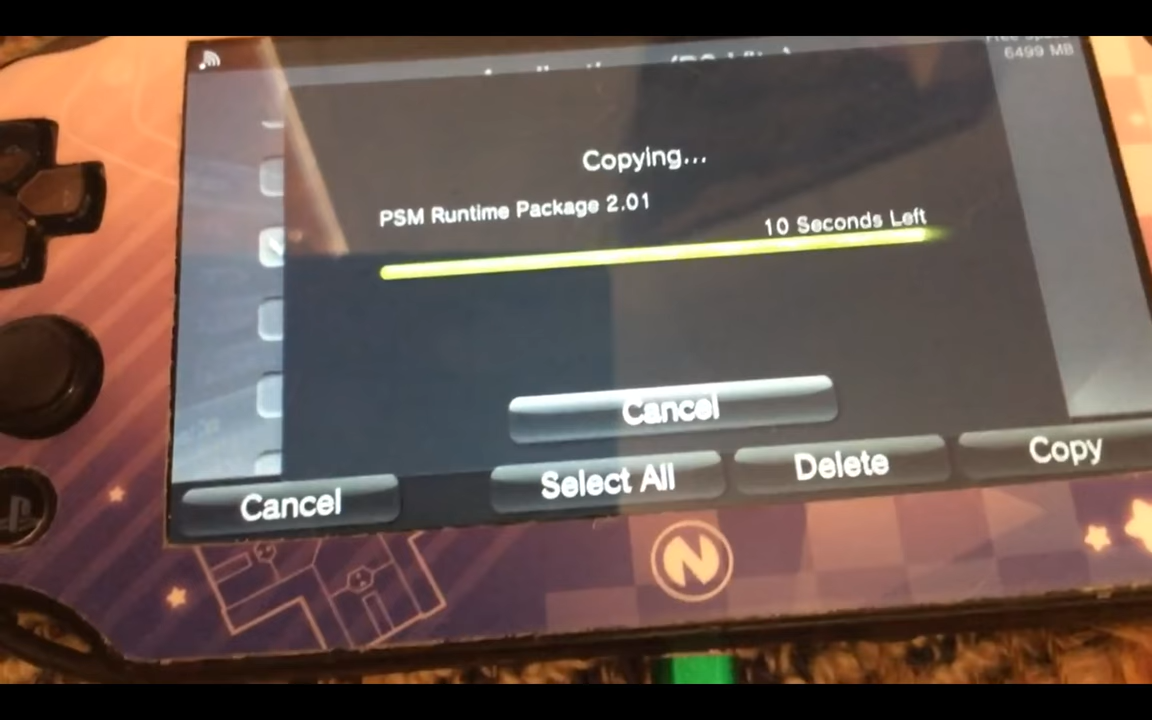 6499 MB
Copying...
PSM Runtime Package 2.01
10 Seconds Left
Cancel
Cancel
Select All
Delete
Copy